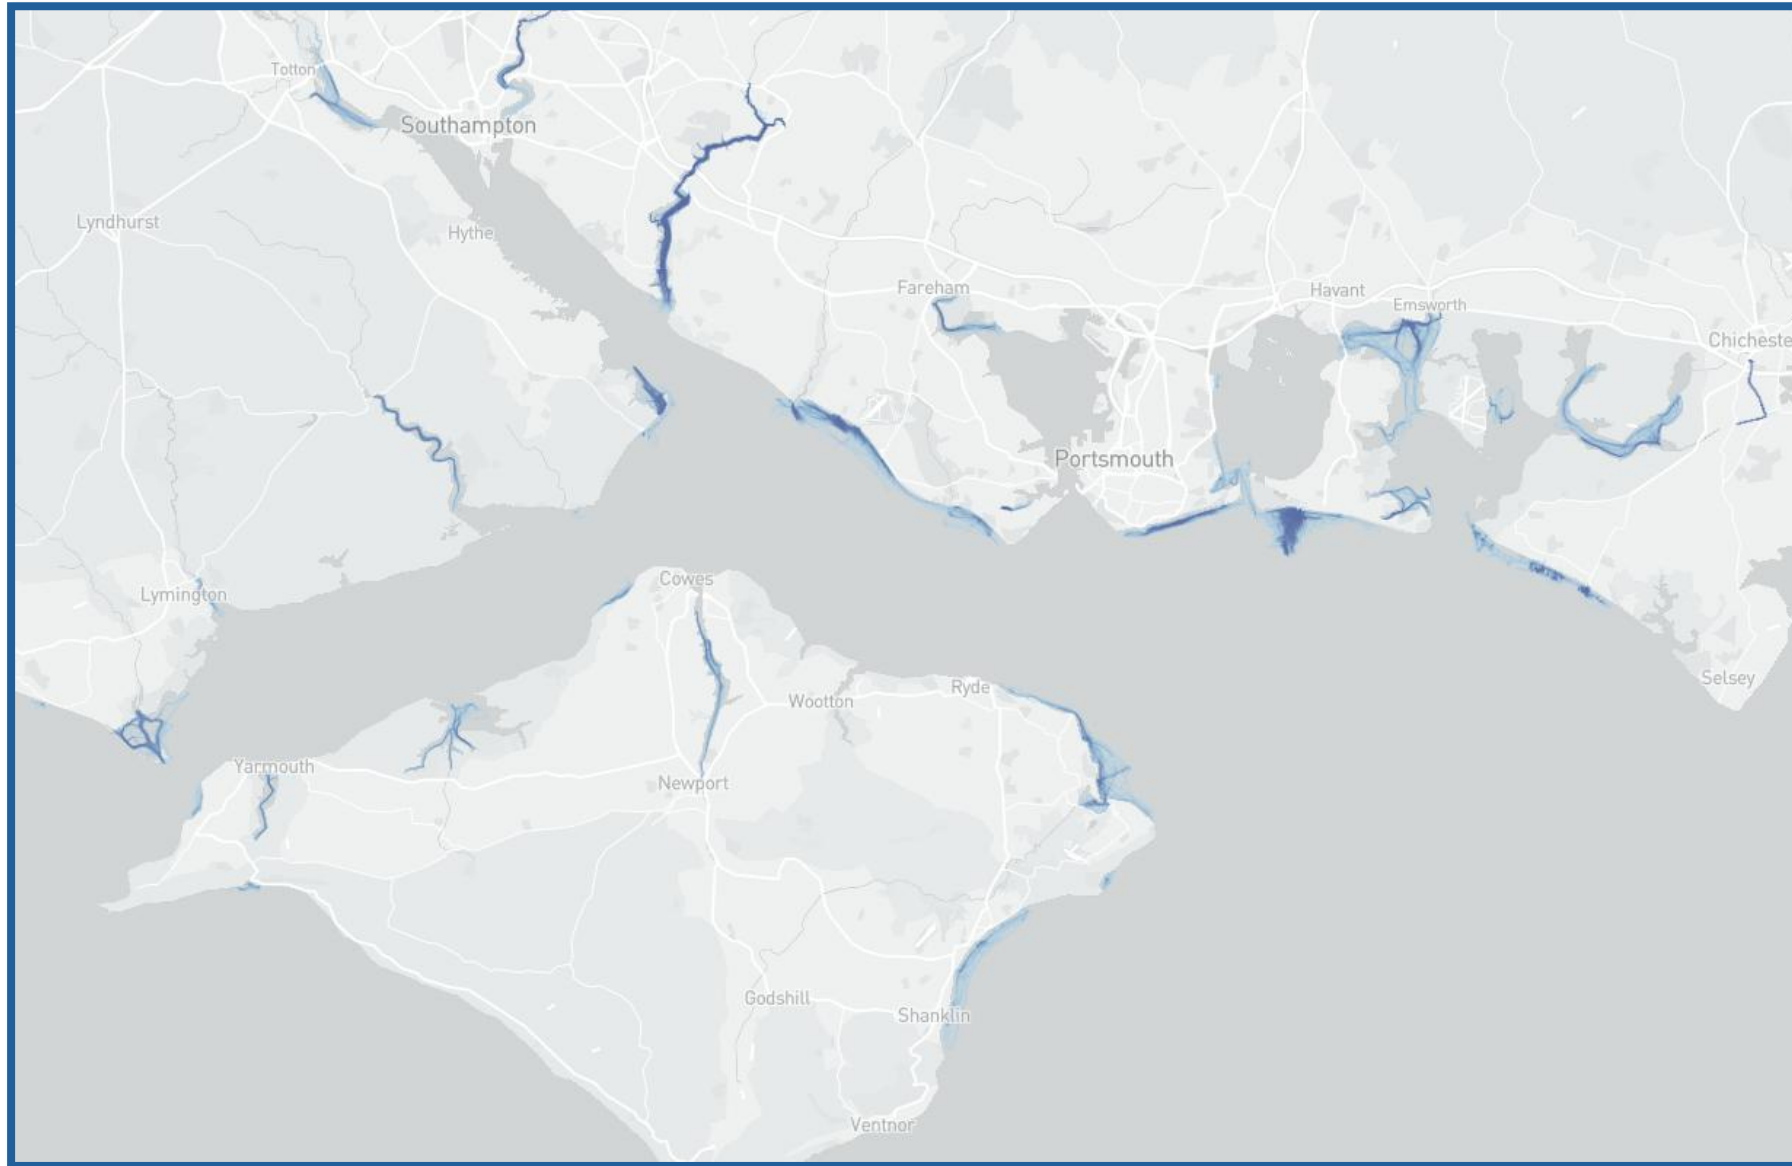 Totton
Southampton
Lyndhurst
Hythe
Fareham
Havant
Emsworth
Chicheste
Portsmouth
Cowes
Lymington
Selsey
Ryde
Wootton
Yarmouth
Newport
Godshill
Shanklin
Ventnor